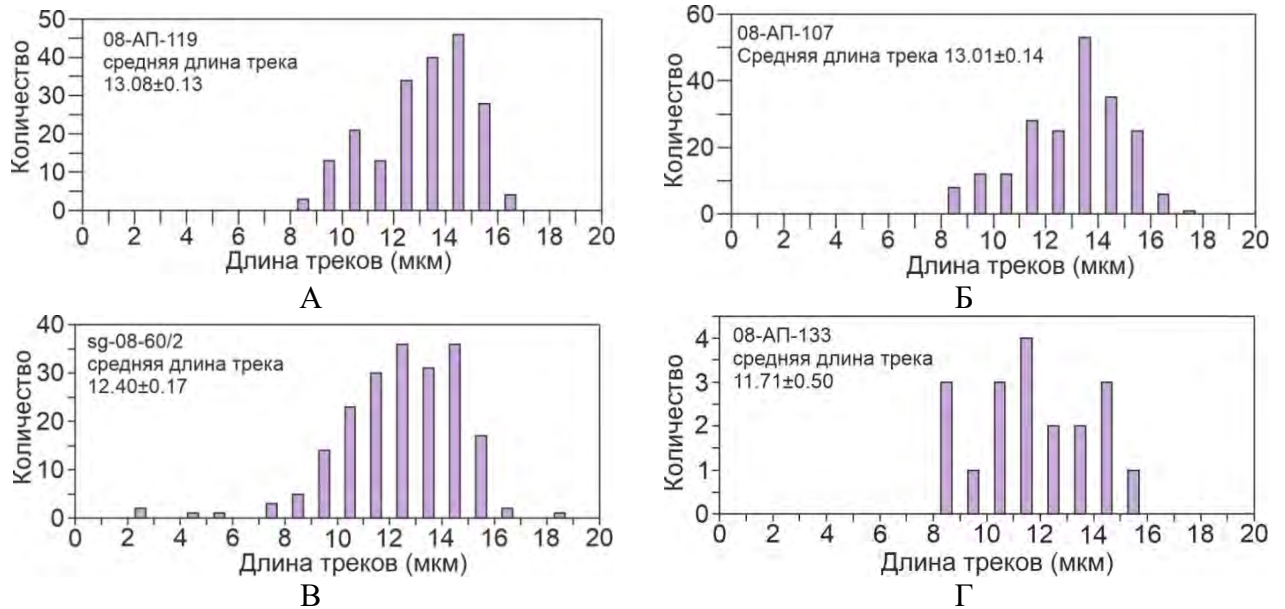 Количество
50
40
30
20
10
0
08-АП-119
средняя длина трека
13.08±0.13
0 2 4 6 8 10 12 14 16 18 20
Длина треков (мкм)
А
Количество
60
40
20
0
08-АП-107
Средняя длина трека 13.01±0.14
0 2 4 6 8 10 12 14 16 18 20
Длина треков (мкм)
Б
Количество
40
30
20
10
0
sg-08-60/2
средняя длина трека
12.40±0.17
0 2 4 6 8 10 12 14 16 18 20
Длина треков (мкм)
В
Количество
4
3
2
1
0
08-АП-133
средняя длина трека
11.71±0.50
0 2 4 6 8 10 12 14 16 18 20
Длина треков (мкм)
Г